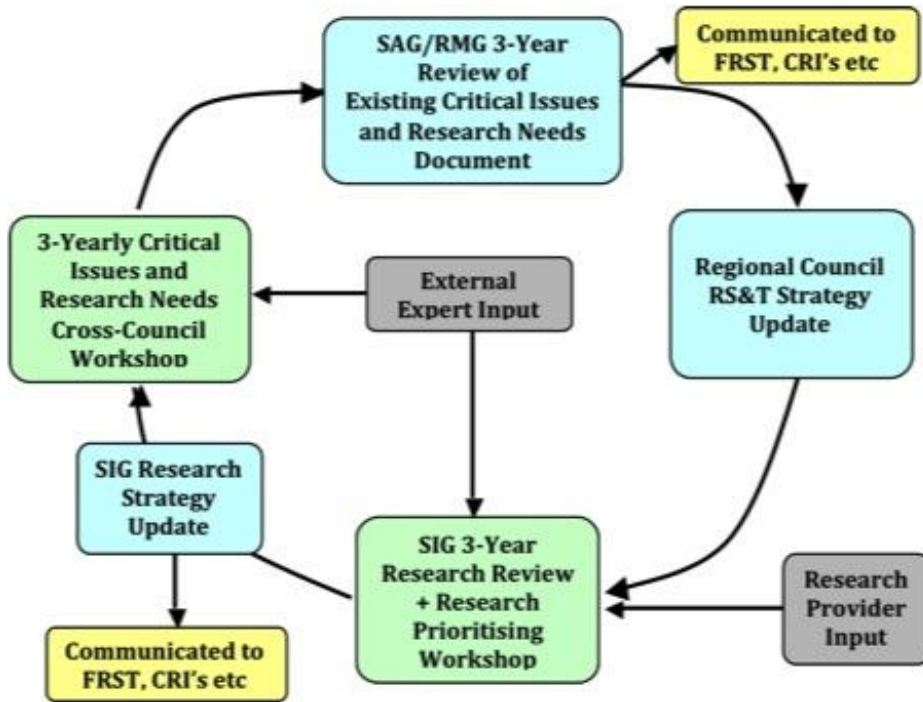 SAG/RMG 3-Year
Review of
Existing Critical Issues
and Research Needs
Document
Communicated to
FRST, CRI's etc
3-Yearly Critical
Issues and
Research Needs
Cross-Council
Workshop
External
Expert Input
Regional Council
RS&T Strategy
Update
SIG Research
Strategy
Update
SIG 3-Year
Research Review
+ Research
Prioritising
Workshop
Research
Provider
Input
Communicated to
FRST, CRI's etc